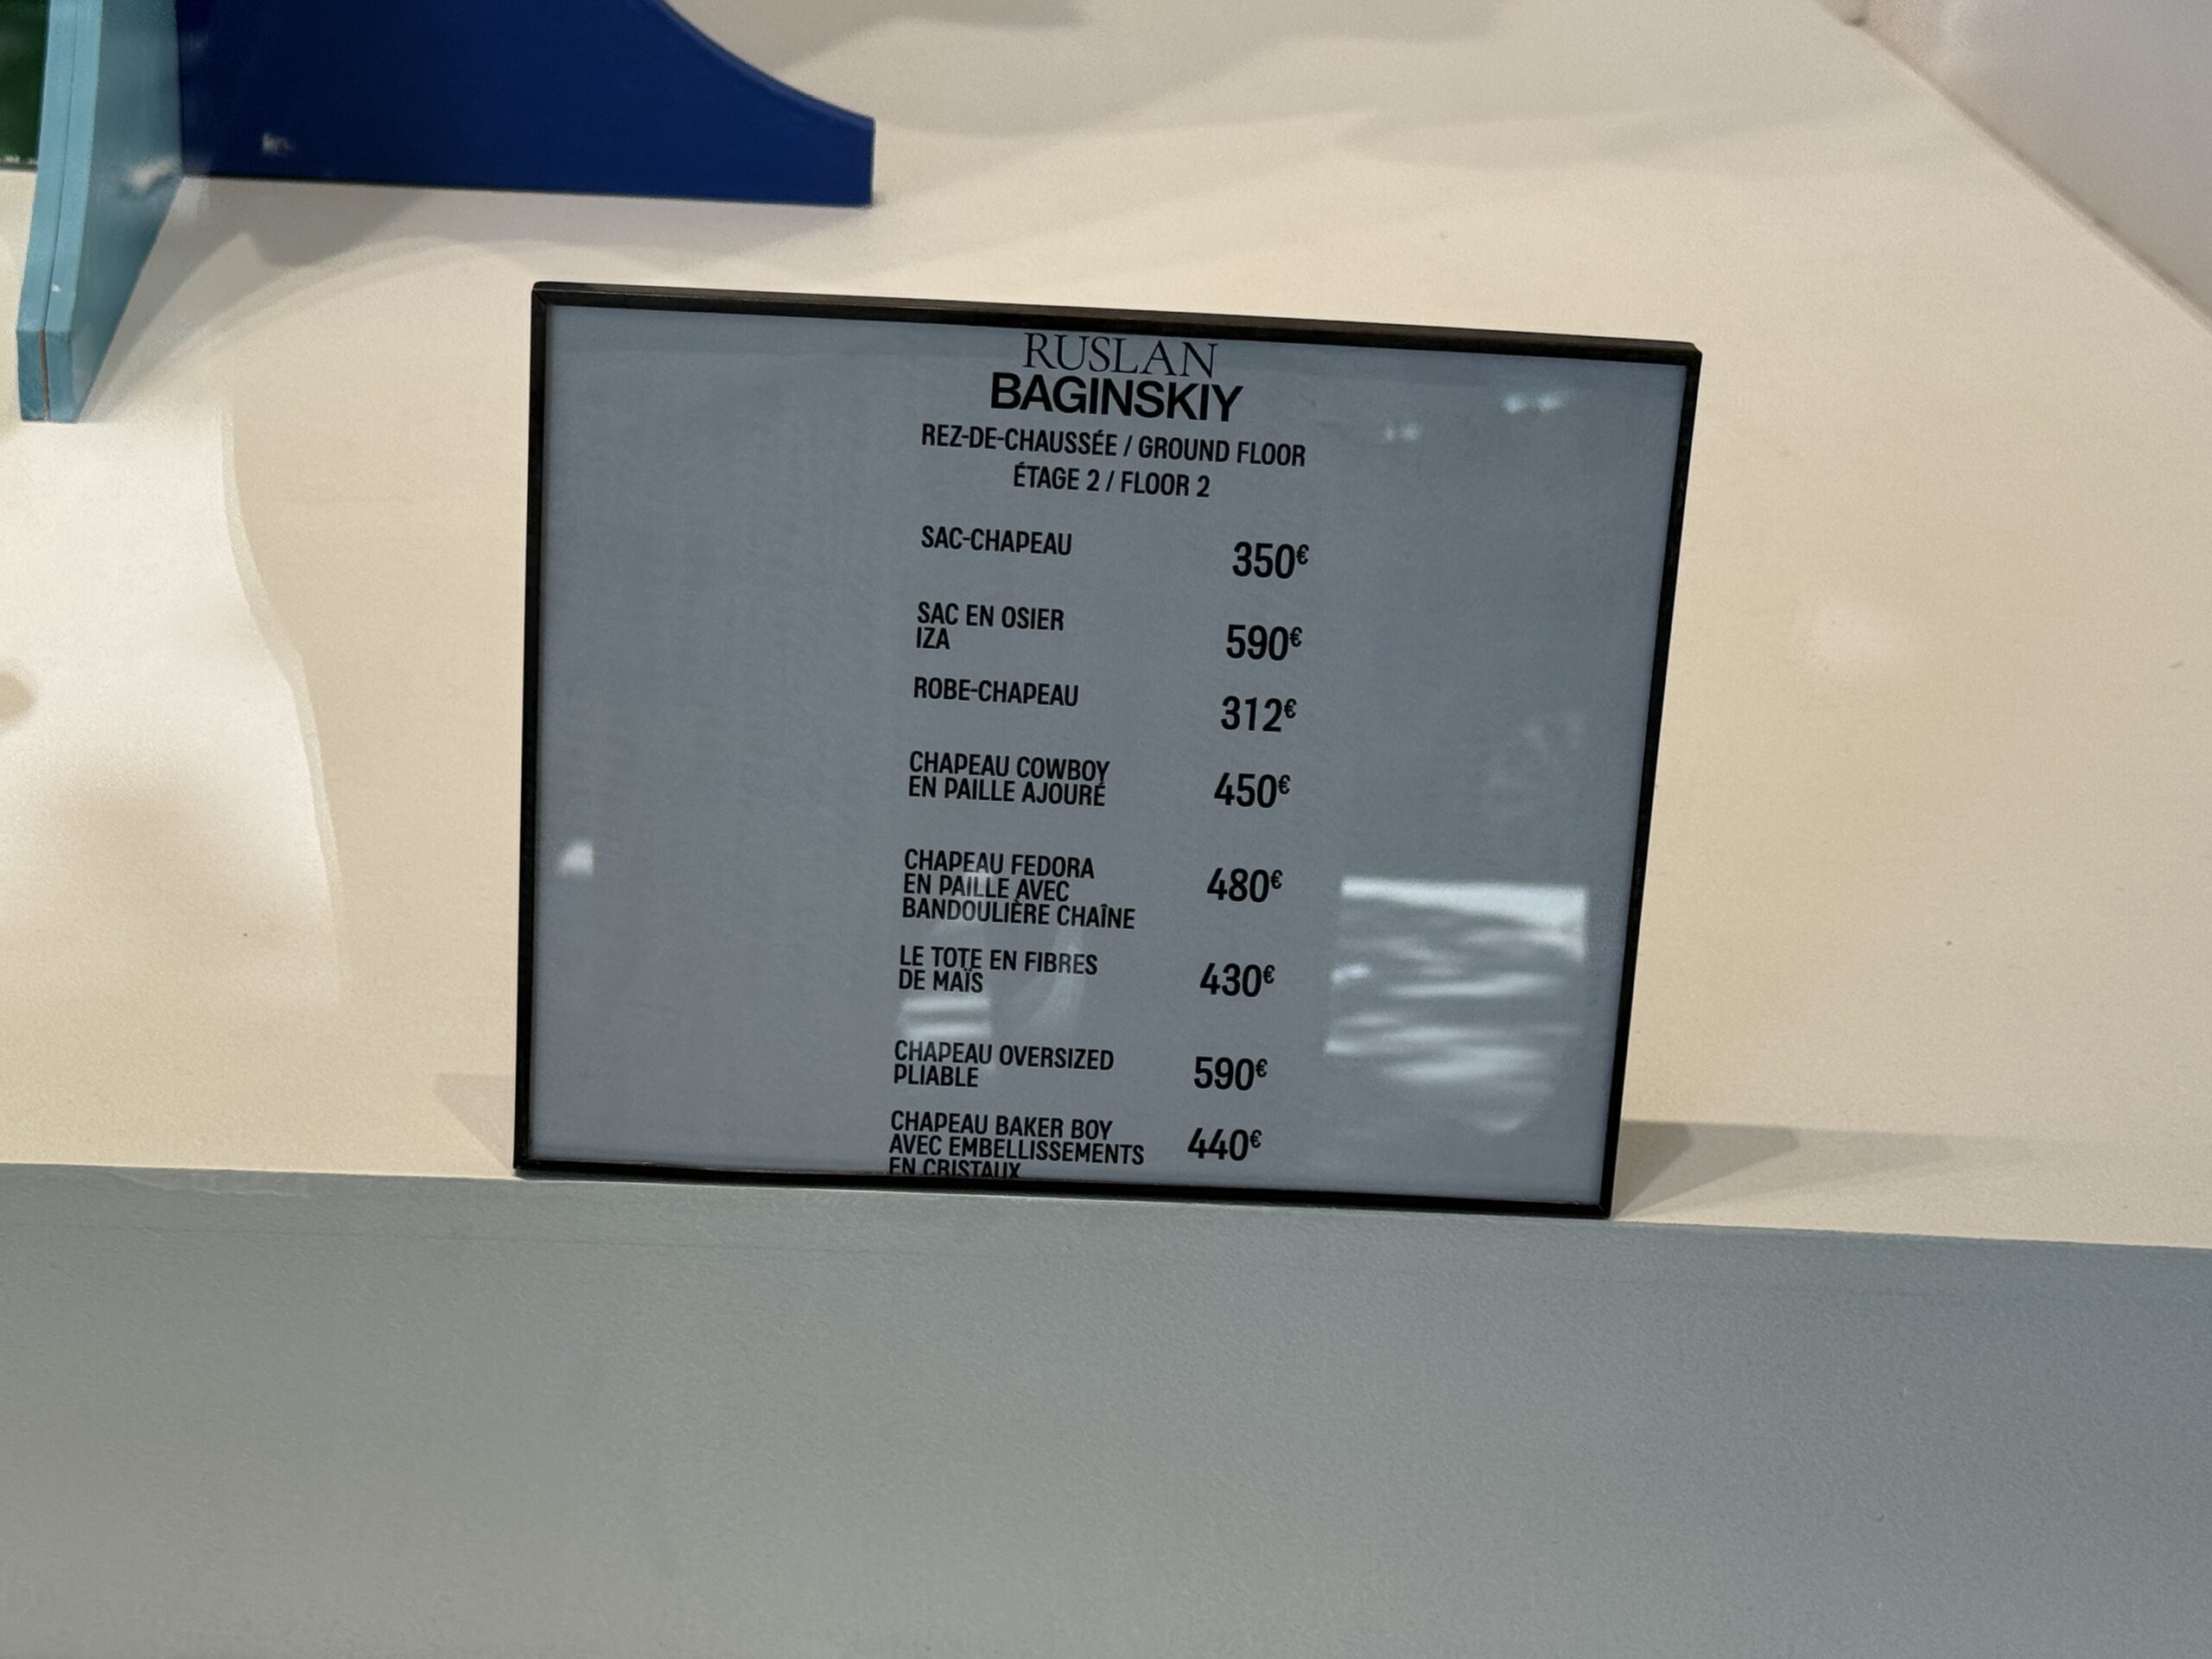 RUSLAN
BAGINSKIY
REZ-DE-CHAUSSÉE / GROUND FLOOR
ÉTAGE 2 / FLOOR 2
SAC-CHAPEAU 350€
SAC EN OSIER
IZA 590€
ROBE-CHAPEAU 312€
CHAPEAU COWBOY
EN PAILLE AJOURÉ 450€
CHAPEAU FEDORA
EN PAILLE AVEC 480€
BANDOULIÈRE CHAÎNE
LE TOTE EN FIBRES
DE MAÏS 430€
CHAPEAU OVERSIZED
PLIABLE 590€
CHAPEAU BAKER BOY
AVEC EMBELLISSEMENTS 440€
EN CRISTAUX